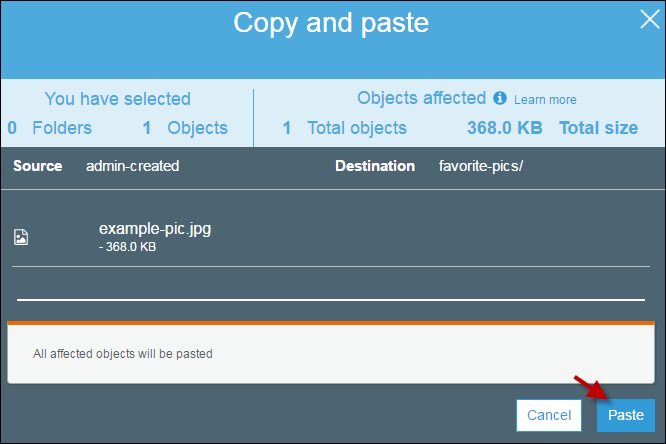 Copy and paste
You have selected
0 Folders 1 Objects
Objects affected Learn more
1 Total objects 368.0 KB Total size
Source admin-created Destination favorite-pics/
example-pic.jpg
- 368.0 KB
All affected objects will be pasted
Cancel Paste